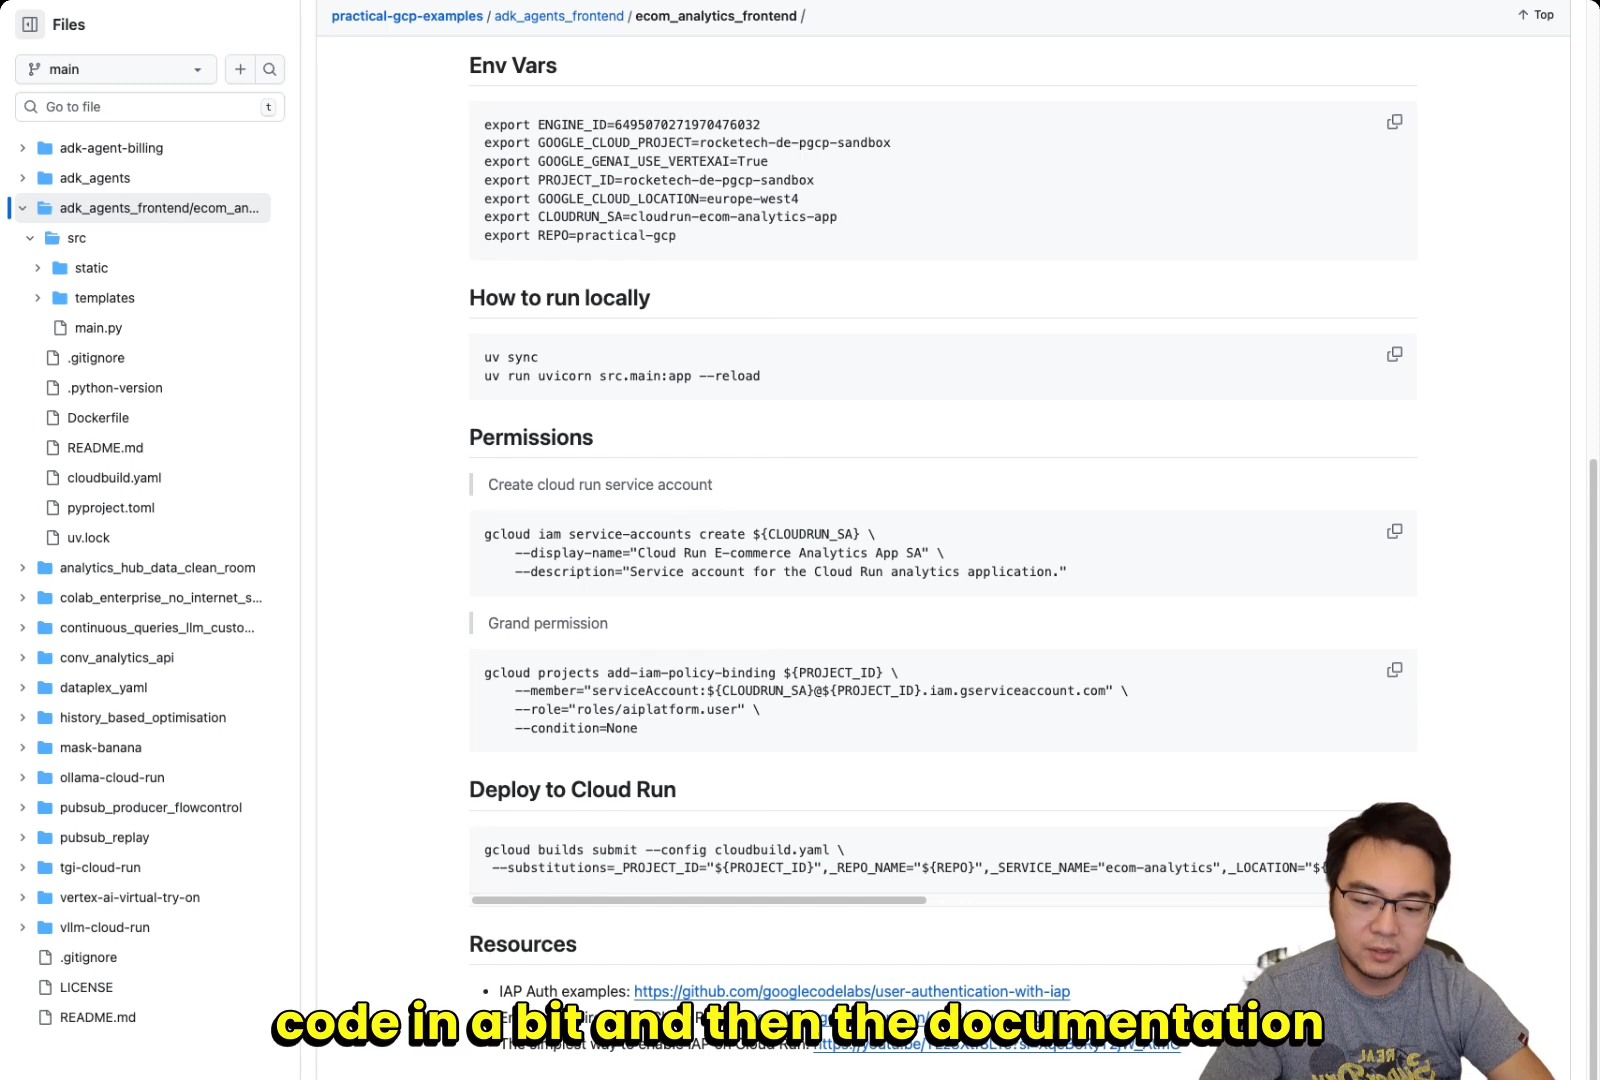 Files
practical-gcp-examples / adk_agents_frontend / ecom_analytics_frontend /
Top
main
Go to file
t
adk-agent-billing
adk_agents
adk_agents_frontend/ecom_an...
src
static
templates
main.py
.gitignore
.python-version
Dockerfile
README.md
cloudbuild.yaml
pyproject.toml
uv.lock
analytics_hub_data_clean_room
colab_enterprise_no_internet_s...
continuous_queries_llm_custo...
conv_analytics_api
dataplex_yaml
history_based_optimisation
mask-banana
ollama-cloud-run
pubsub_producer_flowcontrol
pubsub_replay
tgi-cloud-run
vertex-ai-virtual-try-on
vllm-cloud-run
.gitignore
LICENSE
README.md
Env Vars
export ENGINE_ID=6495070271970476032
export GOOGLE_CLOUD_PROJECT=rocketech-de-pgcp-sandbox
export GOOGLE_GENAI_USE_VERTEXAI=True
export PROJECT_ID=rocketech-de-pgcp-sandbox
export GOOGLE_CLOUD_LOCATION=europe-west4
export CLOUDRUN_SA=cloudrun-ecom-analytics-app
export REPO=practical-gcp
How to run locally
uv sync
uv run uvicorn src.main:app --reload
Permissions
Create cloud run service account
gcloud iam service-accounts create ${CLOUDRUN_SA} \
--display-name="Cloud Run E-commerce Analytics App SA" \
--description="Service account for the Cloud Run analytics application."
Grand permission
gcloud projects add-iam-policy-binding ${PROJECT_ID} \
--member="serviceAccount:${CLOUDRUN_SA}@${PROJECT_ID}.iam.gserviceaccount.com" \
--role="roles/aiplatform.user" \
--condition=None
Deploy to Cloud Run
gcloud builds submit --config cloudbuild.yaml \
--substitutions=_PROJECT_ID="${PROJECT_ID}",_REPO_NAME="${REPO}",_SERVICE_NAME="ecom-analytics",_LOCATION="${
Resources
• IAP Auth examples: https://github.com/googlecodelabs/user-authentication-with-iap
code in a bit and then the documentation
REAL